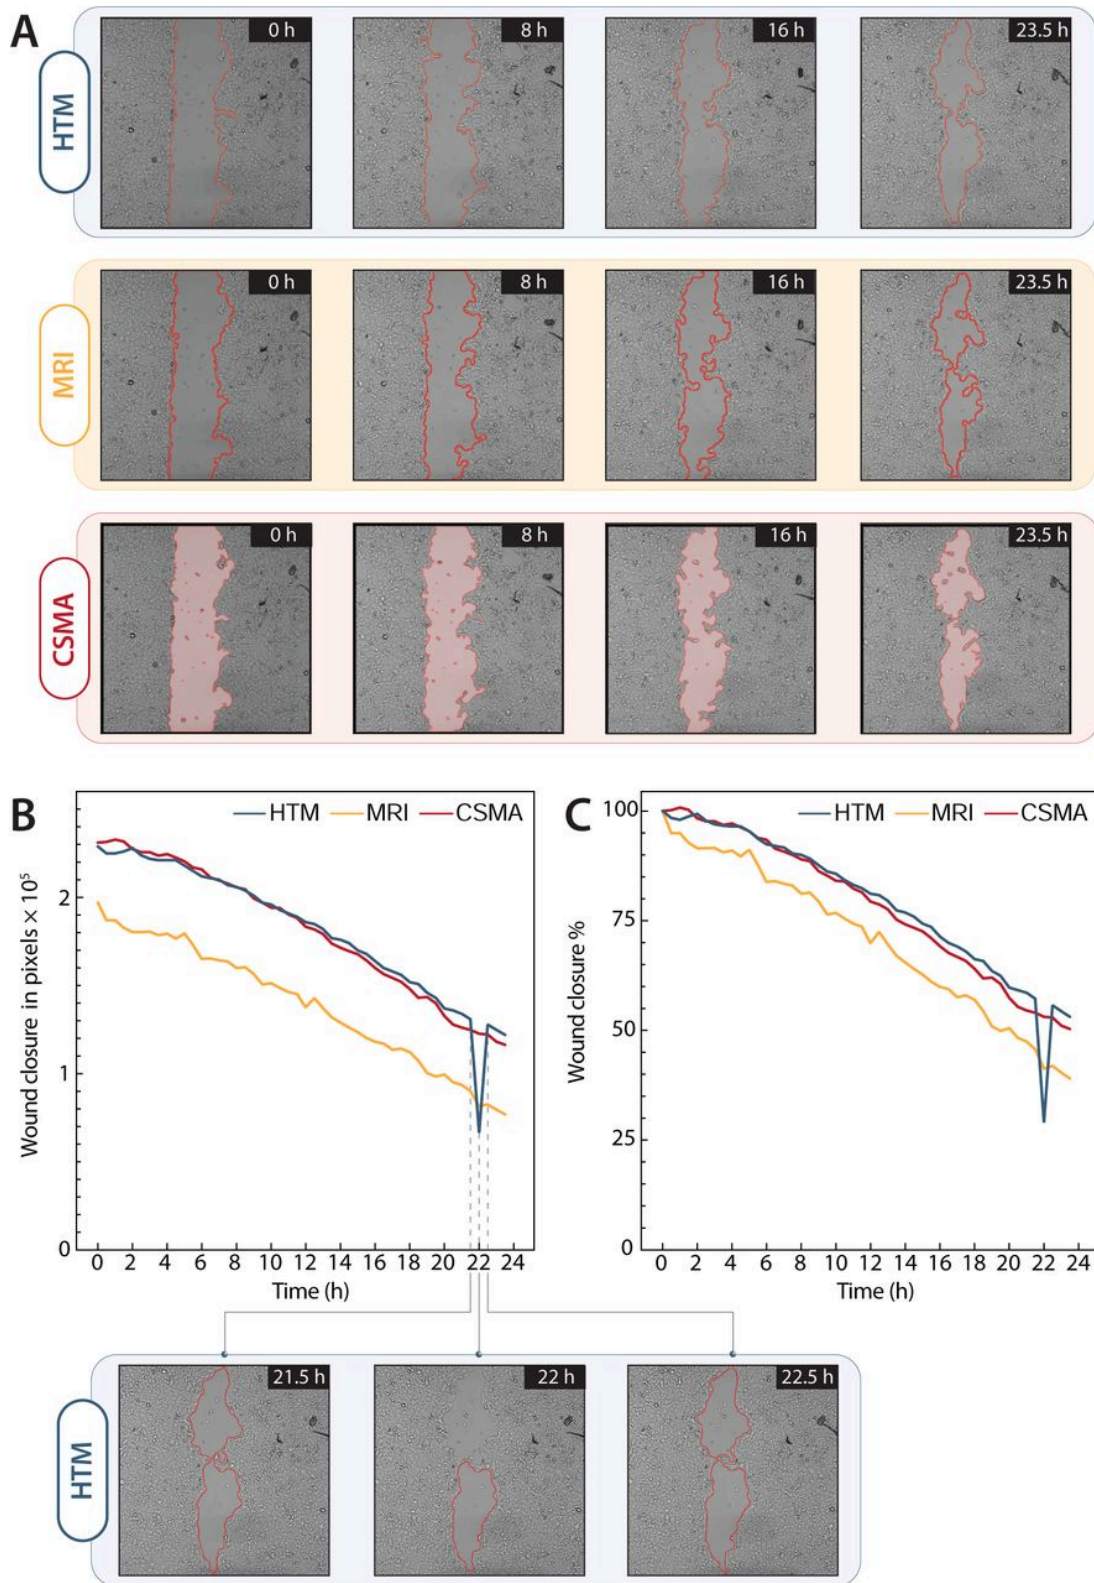 A
HTM
0 h
8 h
16 h
23.5 h
MRI
0 h
8 h
16 h
23.5 h
CSMA
0 h
8 h
16 h
23.5 h
B
HTM MRI CSMA
Wound closure in pixels × 10⁵
2
1
0
0 2 4 6 8 10 12 14 16 18 20 22 24
Time (h)
C
HTM MRI CSMA
Wound closure %
100
75
50
25
0
0 2 4 6 8 10 12 14 16 18 20 22 24
Time (h)
HTM
21.5 h
22 h
22.5 h